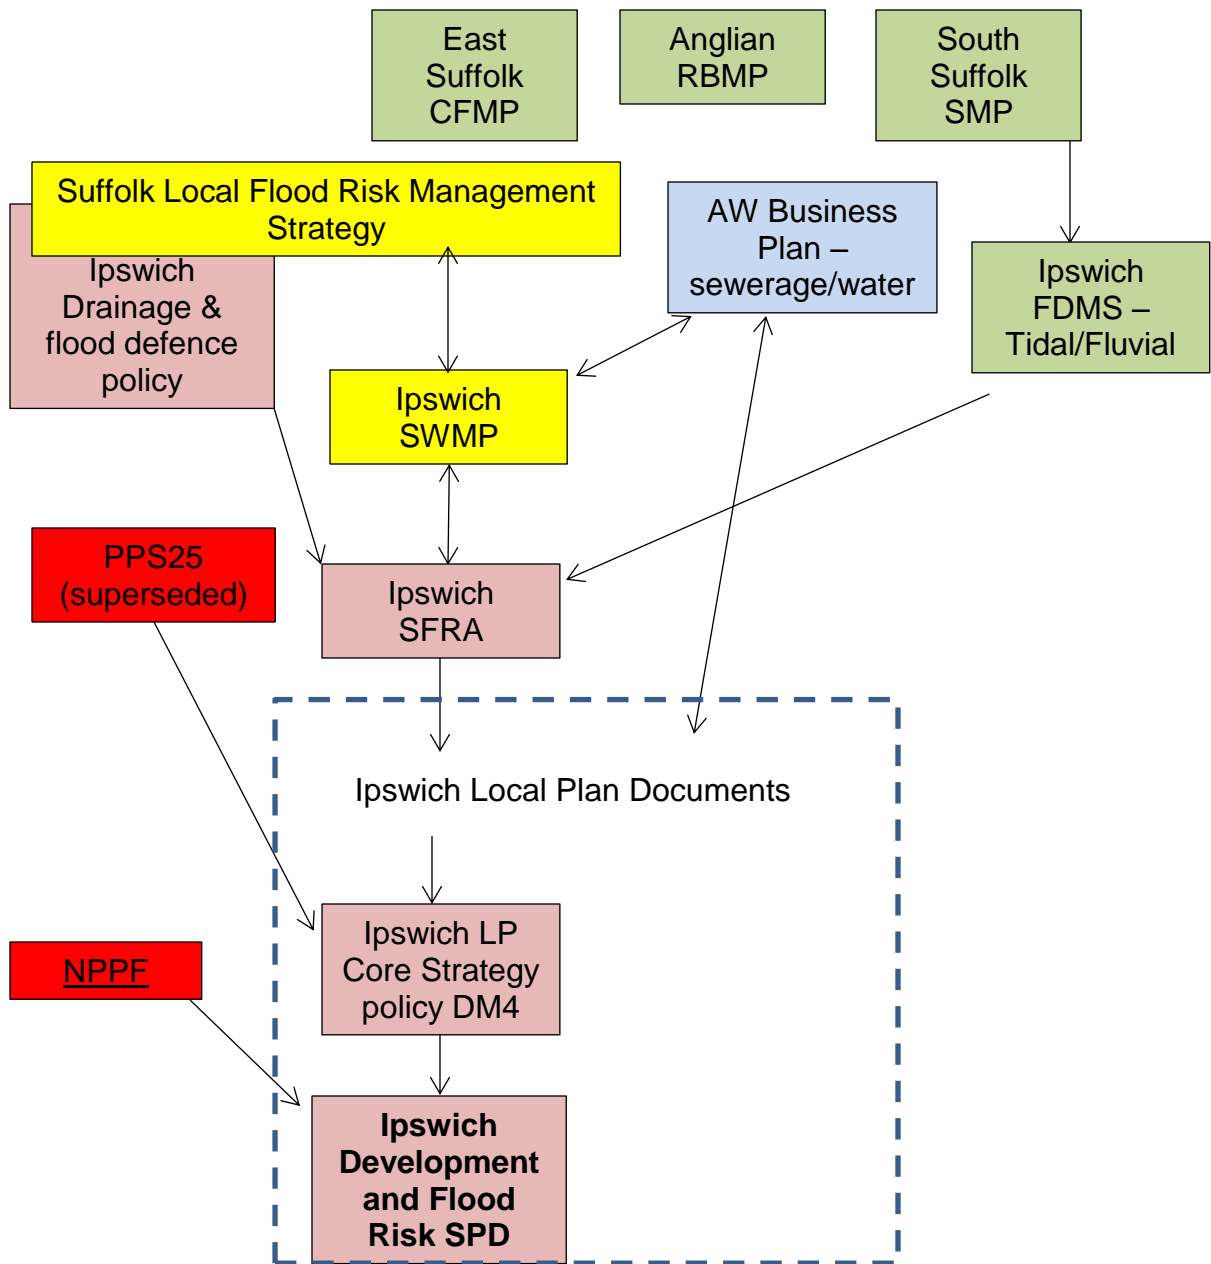 East
Suffolk
CFMP
Anglian
RBMP
South
Suffolk
SMP
Suffolk Local Flood Risk Management
Strategy
AW Business
Plan –
sewerage/water
Ipswich
Drainage &
flood defence
policy
Ipswich
FDMS –
Tidal/Fluvial
Ipswich
SWMP
PPS25
(superseded)
Ipswich
SFRA
Ipswich Local Plan Documents
Ipswich LP
Core Strategy
policy DM4
NPPF
Ipswich
Development
and Flood
Risk SPD